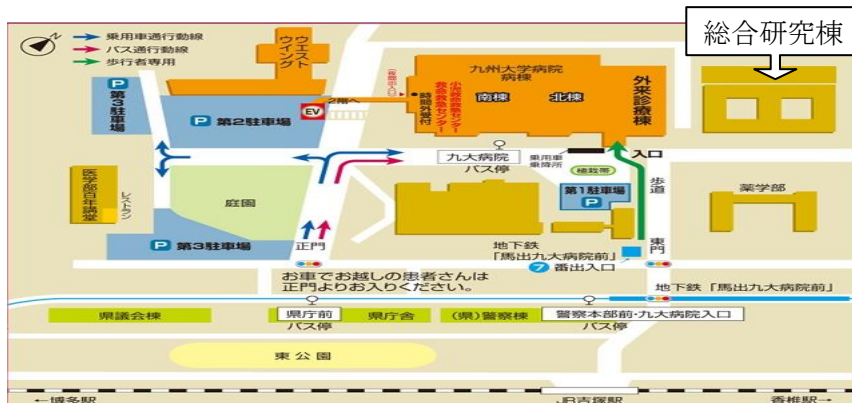 総合研究棟
乗用車通行動線
バス通行動線
歩行者専用
ウエスト
ウイング
九州大学病院
病棟
南棟
北棟
外来診療棟
小児救命救急センター
救命救急センター
時間外受付
2階へ
EV
P
第3駐車場
P 第2駐車場
九大病院
バス停
乗用車
乗降所
入口
植栽帯
第1駐車場
P
歩道
薬学部
医学部百年講堂
レストラン
庭園
P 第3駐車場
正門
地下鉄
「馬出九大病院前」
7 番出入口
東門
お車でお越しの患者さんは
正門よりお入りください。
地下鉄「馬出九大病院前」
県議会棟
県庁前
バス停
県庁舎
(県)警察棟
警察本部前・九大病院入口
バス停
東公園
←博多駅
JR吉塚駅
香椎駅→